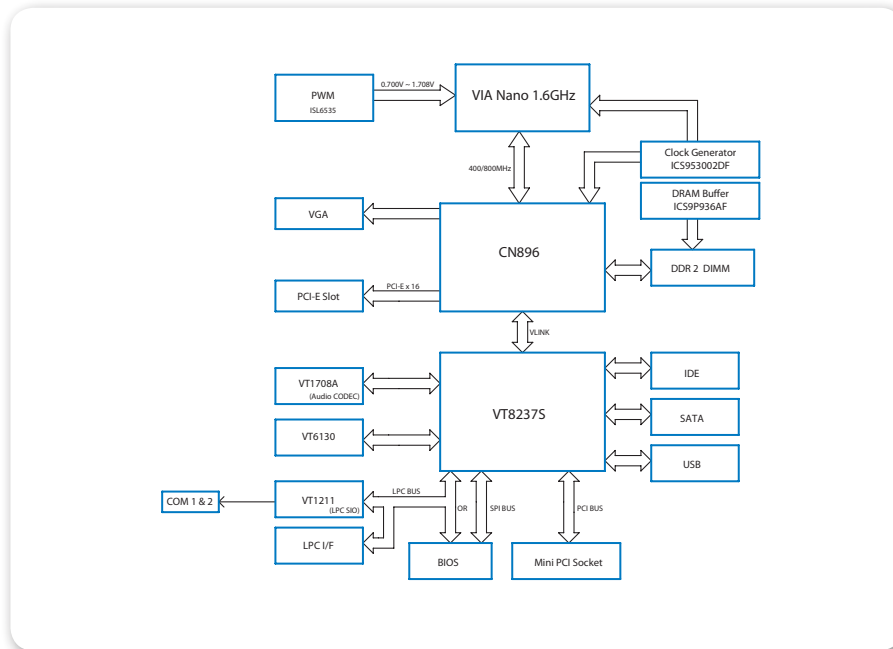 0.700V ~ 1.708V
PWM
ISL6535
VIA Nano 1.6GHz
Clock Generator
ICS953002DF
400/800MHz
DRAM Buffer
ICS9P936AF
VGA
CN896
DDR 2 DIMM
PCI-E Slot
PCI-E x 16
VLINK
VT1708A
(Audio CODEC)
IDE
VT8237S
SATA
VT6130
USB
COM 1 & 2
VT1211
(LPC SIO)
LPC BUS
OR
SPI BUS
PCI BUS
LPC I/F
BIOS
Mini PCI Socket